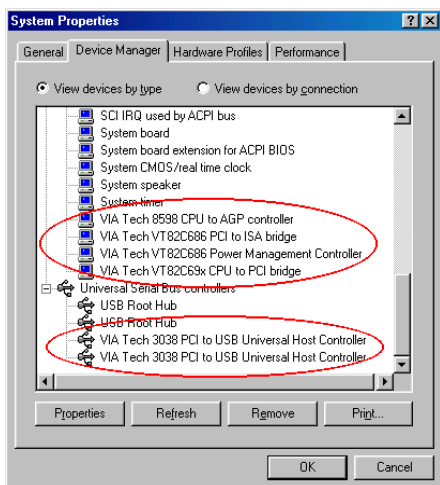 System Properties
General Device Manager Hardware Profiles Performance
View devices by type View devices by connection
SCI IRQ used by ACPI bus
System board
System board extension for ACPI BIOS
System CMOS/real time clock
System speaker
System timer
VIA Tech 8598 CPU to AGP controller
VIA Tech VT82C686 PCI to ISA bridge
VIA Tech VT82C686 Power Management Controller
VIA Tech VT82C69x CPU to PCI bridge
Universal Serial Bus controllers
USB Root Hub
USB Root Hub
VIA Tech 3038 PCI to USB Universal Host Controller
VIA Tech 3038 PCI to USB Universal Host Controller
Properties Refresh Remove Print...
OK Cancel